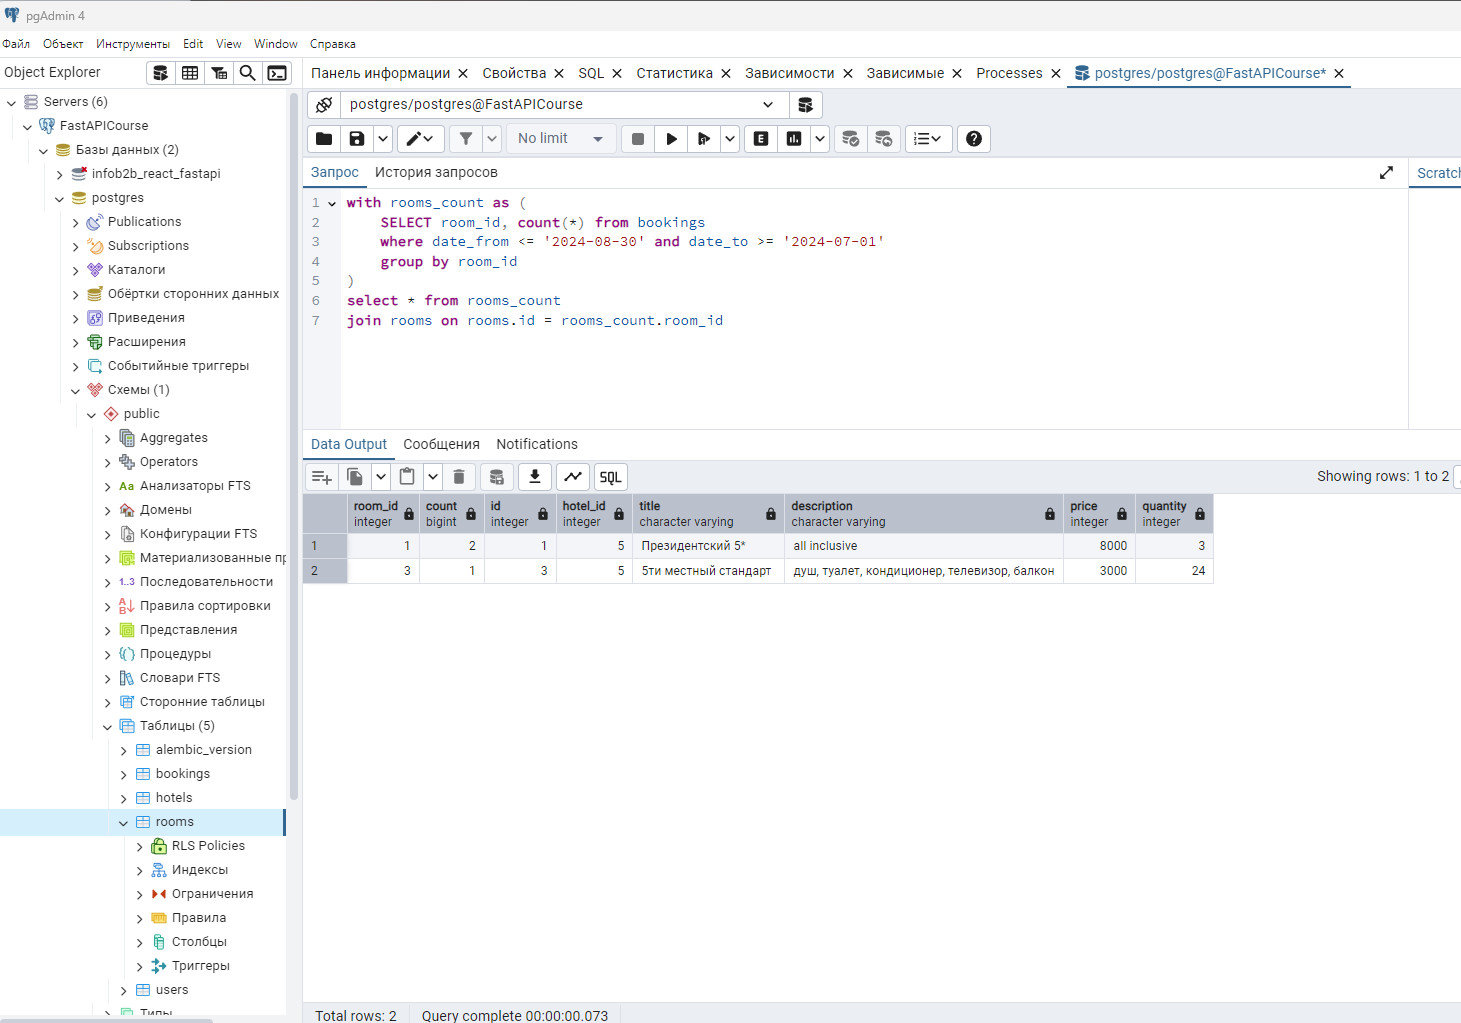 pgAdmin 4
Файл Объект Инструменты Edit View Window Справка
Object Explorer
Панель информации Свойства SQL Статистика Зависимости Зависимые Processes postgres/postgres@FastAPICourse*
Servers (6)
FastAPICourse
Базы данных (2)
infob2b_react_fastapi
postgres
Publications
Subscriptions
Каталоги
Обёртки сторонних данных
Приведения
Расширения
Событийные триггеры
Схемы (1)
public
Aggregates
Operators
Aa Анализаторы FTS
Домены
Конфигурации FTS
Материализованные пр
1..3 Последовательности
Правила сортировки
Представления
Процедуры
Словари FTS
Сторонние таблицы
Таблицы (5)
alembic_version
bookings
hotels
rooms
RLS Policies
Индексы
Ограничения
Правила
Столбцы
Триггеры
users
Типы
postgres/postgres@FastAPICourse
No limit
E
Запрос История запросов
Scratch
1 with rooms_count as (
2 SELECT room_id, count(*) from bookings
3 where date_from <= '2024-08-30' and date_to >= '2024-07-01'
4 group by room_id
5 )
6 select * from rooms_count
7 join rooms on rooms.id = rooms_count.room_id
Data Output Сообщения Notifications
SQL
Showing rows: 1 to 2
room_id count id hotel_id title description price quantity
integer bigint integer integer character varying character varying integer integer
1 1 2 1 5 Президентский 5* all inclusive 8000 3
2 3 1 3 5 5ти местный стандарт душ, туалет, кондиционер, телевизор, балкон 3000 24
Total rows: 2 Query complete 00:00:00.073